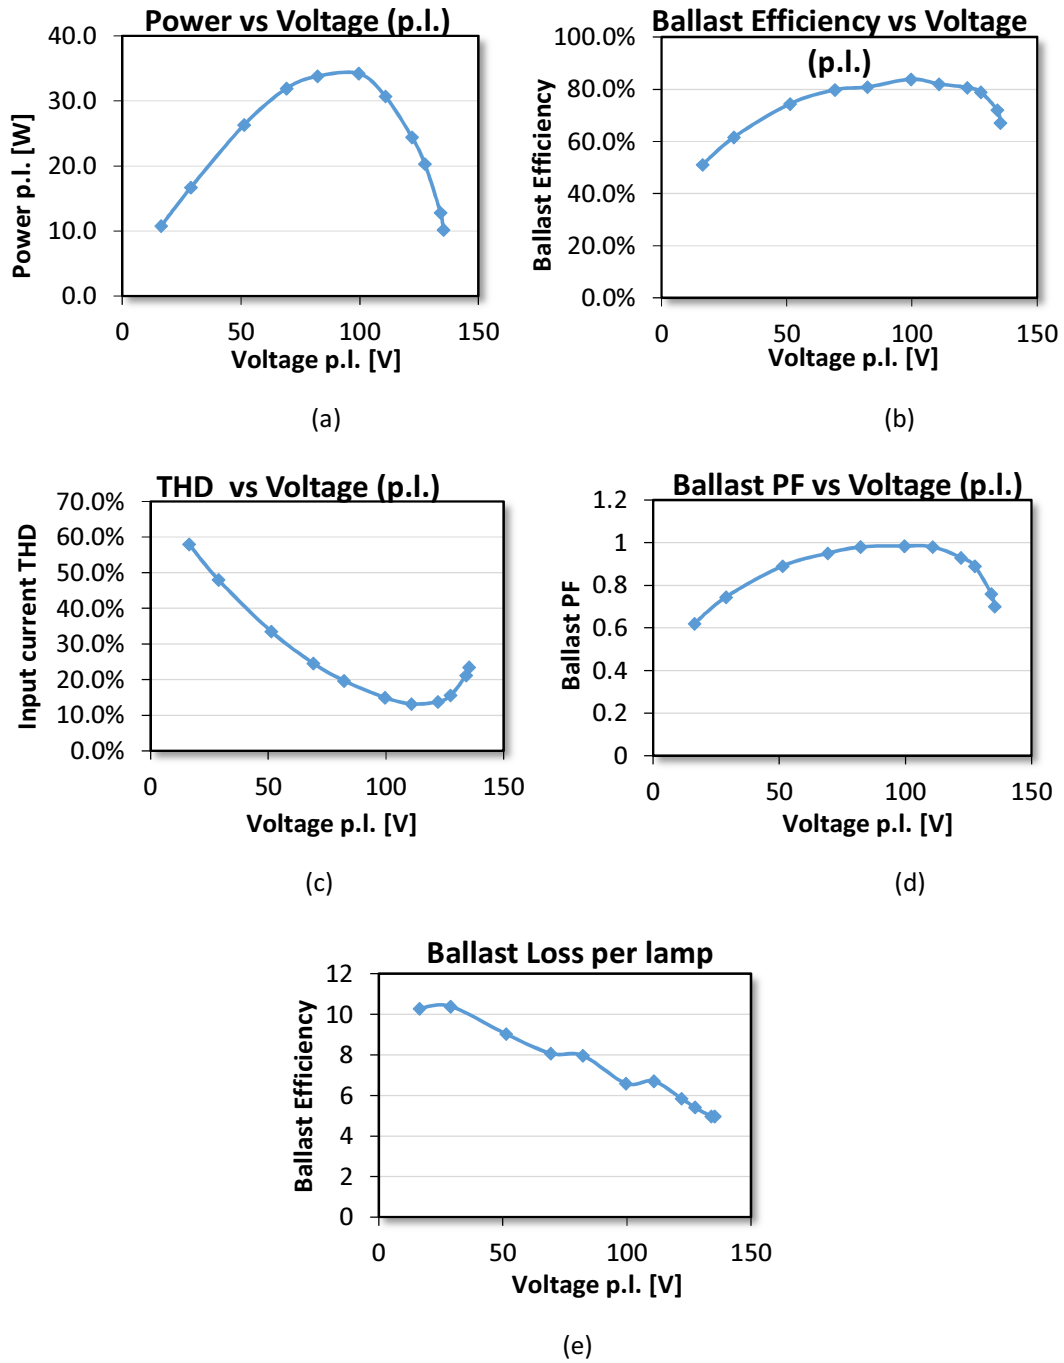 Power vs Voltage (p.l.)
40.0
30.0
20.0
10.0
0.0
Power p.l. [W]
0 50 100 150
Voltage p.l. [V]
(a)
Ballast Efficiency vs Voltage
(p.l.)
100.0%
80.0%
60.0%
40.0%
20.0%
0.0%
Ballast Efficiency
0 50 100 150
Voltage p.l. [V]
(b)
THD vs Voltage (p.l.)
70.0%
60.0%
50.0%
40.0%
30.0%
20.0%
10.0%
0.0%
Input current THD
0 50 100 150
Voltage p.l. [V]
(c)
Ballast PF vs Voltage (p.l.)
1.2
1
0.8
0.6
0.4
0.2
0
Ballast PF
0 50 100 150
Voltage p.l. [V]
(d)
Ballast Loss per lamp
12
10
8
6
4
2
0
Ballast Efficiency
0 50 100 150
Voltage p.l. [V]
(e)